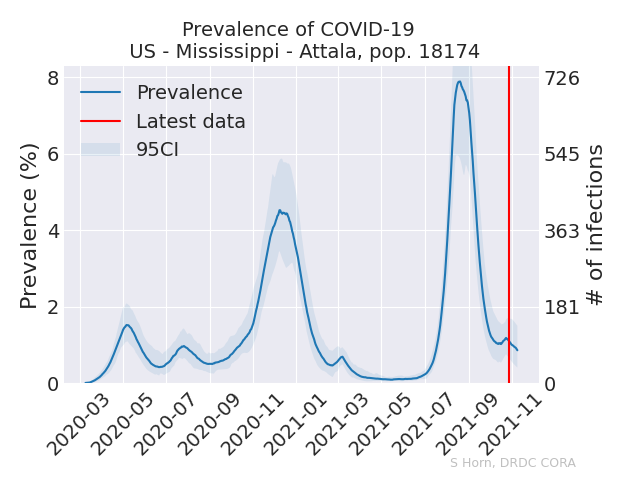 Prevalence of COVID-19
US - Mississippi - Attala, pop. 18174
Prevalence (%)
8
6
4
2
0
Prevalence
Latest data
95CI
726
545
363
181
0
# of infections
2020-03
2020-05
2020-07
2020-09
2020-11
2021-01
2021-03
2021-05
2021-07
2021-09
2021-11
S Horn, DRDC CORA